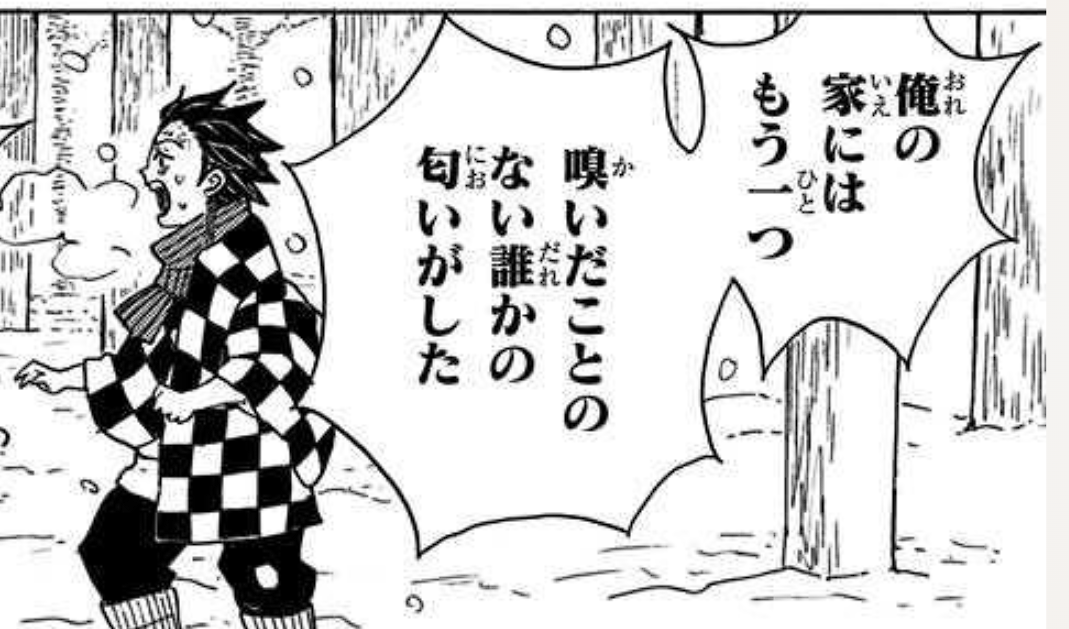 俺の
家には
もう一つ
嗅いだことの
ない誰かの
匂いがした